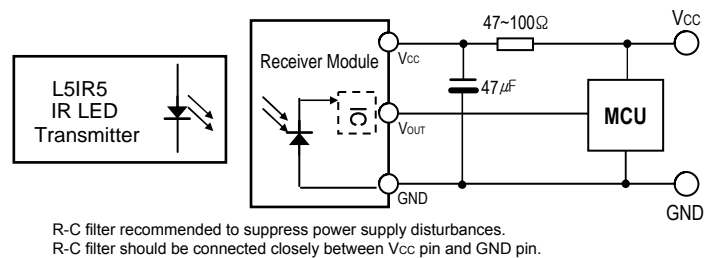 L5IR5
IR LED
Transmitter
Receiver Module
IC
Vcc
VOUT
GND
47~100Ω
47μF
MCU
Vcc
GND
R-C filter recommended to suppress power supply disturbances.
R-C filter should be connected closely between Vcc pin and GND pin.